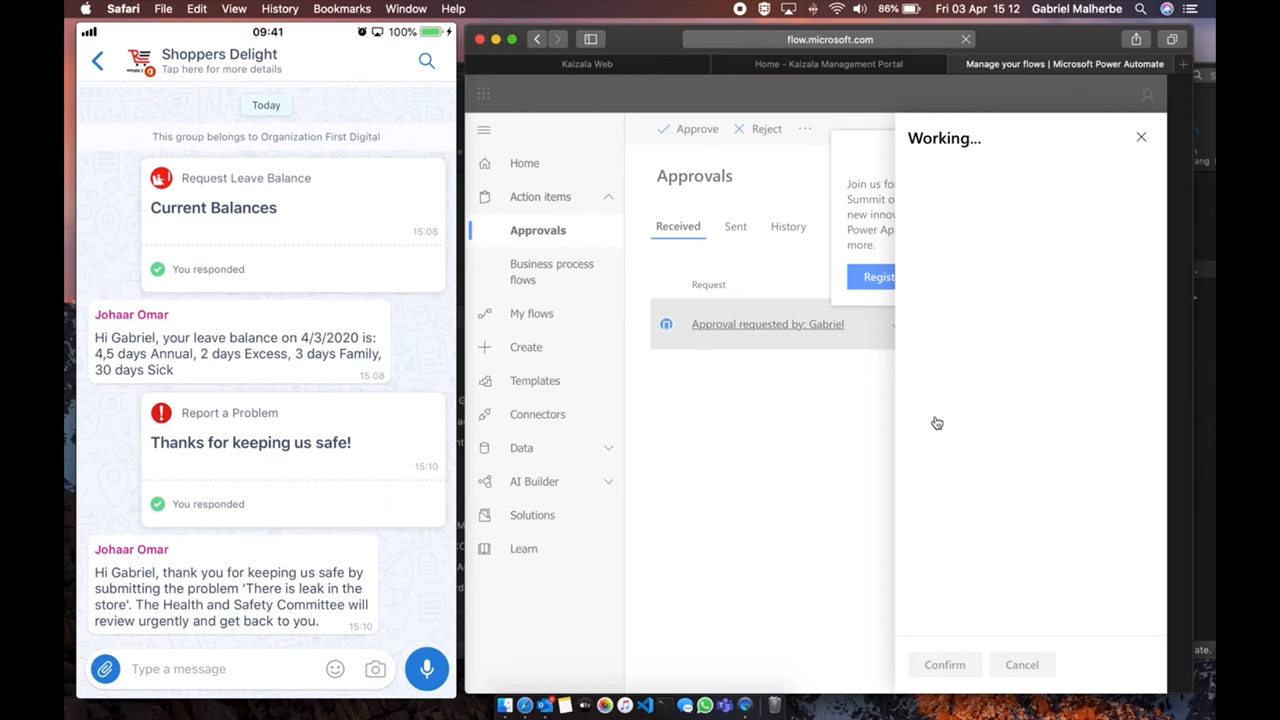 Safari File Edit View History Bookmarks Window Help
86% Fri 03 Apr 15 12 Gabriel Malherbe
09:41
100%
Shoppers Delight
Tap here for more details
Today
This group belongs to Organization First Digital
Request Leave Balance
Current Balances
15:08
You responded
Johaar Omar
Hi Gabriel, your leave balance on 4/3/2020 is:
4,5 days Annual, 2 days Excess, 3 days Family,
30 days Sick
15:08
Report a Problem
Thanks for keeping us safe!
15:10
You responded
Johaar Omar
Hi Gabriel, thank you for keeping us safe by
submitting the problem 'There is leak in the
store'. The Health and Safety Committee will
review urgently and get back to you.
15:10
Type a message
flow.microsoft.com
Kaizala Web
Home - Kaizala Management Portal
Manage your flows | Microsoft Power Automate
Home
Action items
Approvals
Business process
flows
My flows
Create
Templates
Connectors
Data
AI Builder
Solutions
Learn
Approve
Reject
Approvals
Received
Sent
History
Request
Approval requested by: Gabriel
Join us fo
Summit o
new innov
Power Ap
more.
Regist
Working...
Confirm
Cancel
ate.